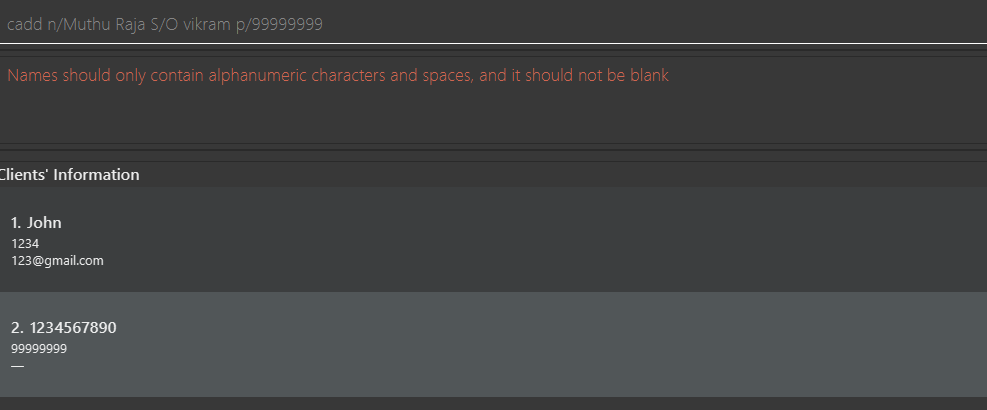 cadd n/Muthu Raja S/O vikram p/99999999
Names should only contain alphanumeric characters and spaces, and it should not be blank
Clients' Information
1. John
1234
123@gmail.com
2. 1234567890
99999999
—